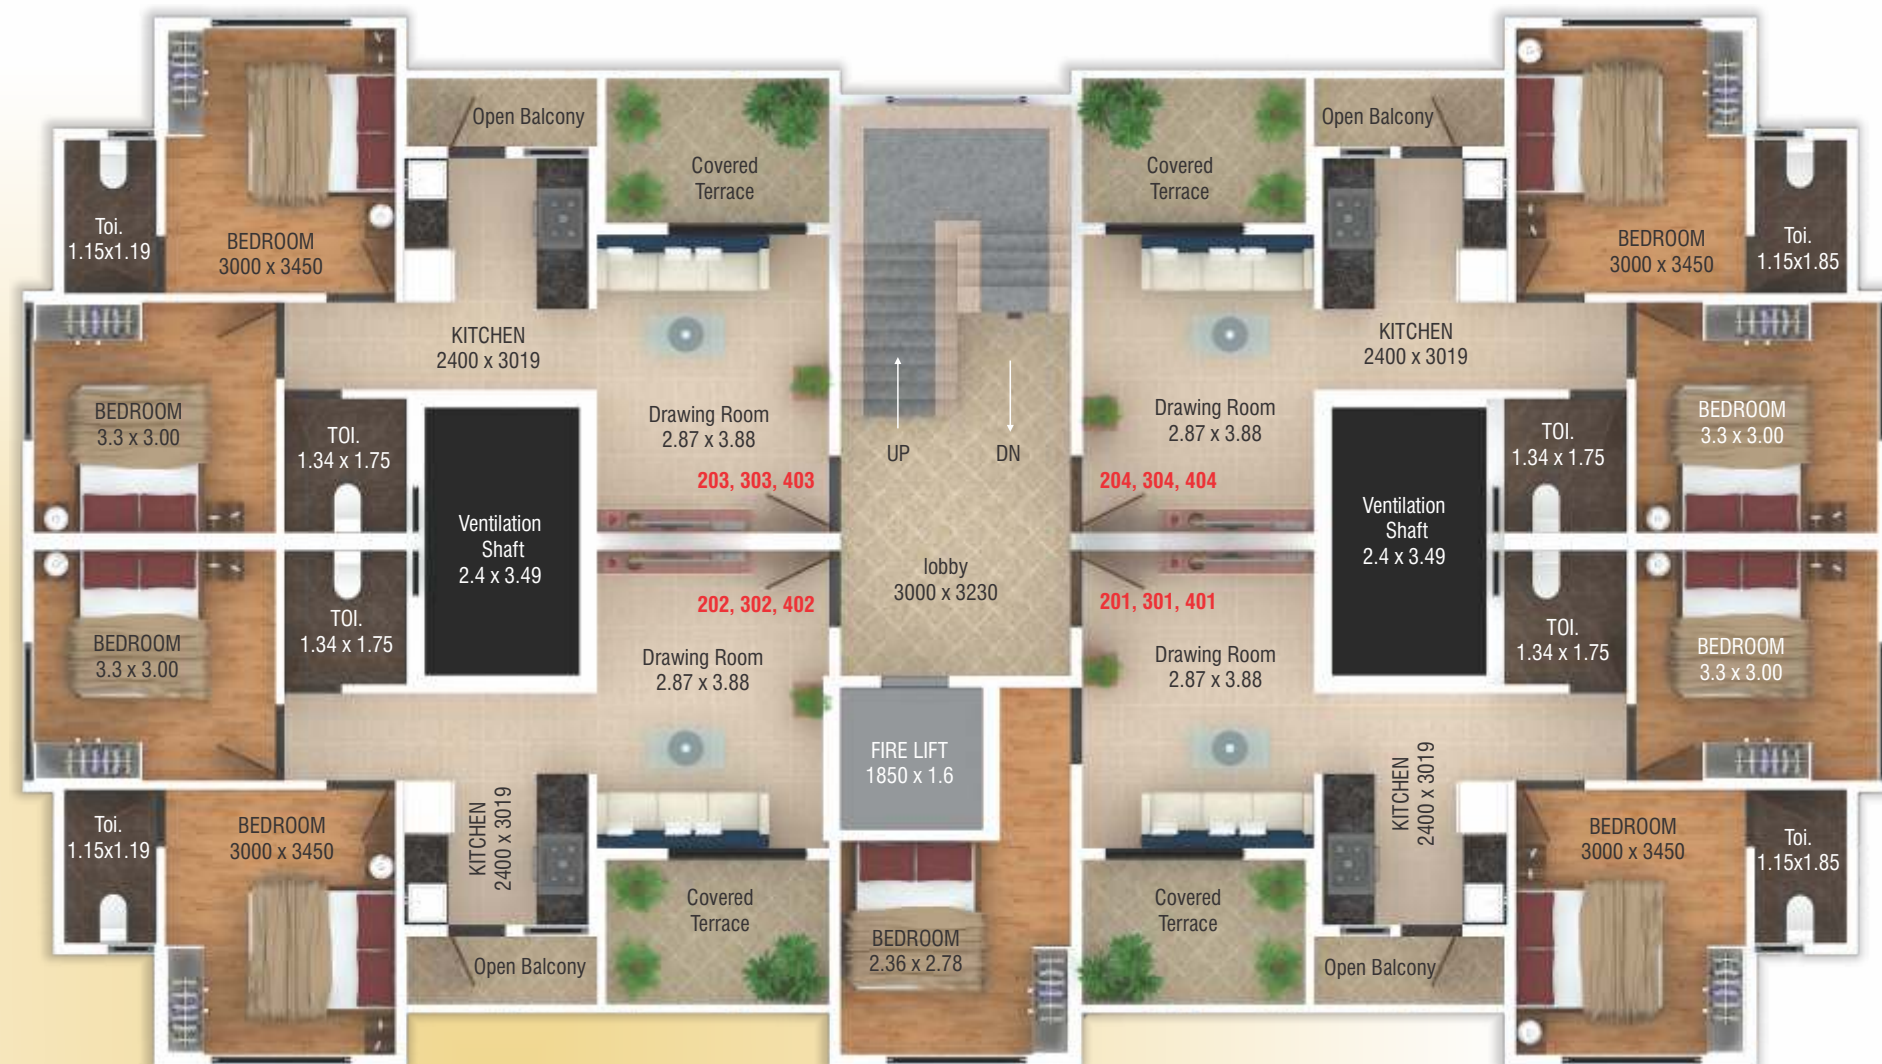 Open Balcony
Covered
Terrace
Toi.
1.15x1.19
BEDROOM
3000 x 3450
KITCHEN
2400 x 3019
BEDROOM
3.3 x 3.00
TOI.
1.34 x 1.75
Drawing Room
2.87 x 3.88
203, 303, 403
Ventilation
Shaft
2.4 x 3.49
UP
DN
Covered
Terrace
Open Balcony
BEDROOM
3000 x 3450
Toi.
1.15x1.85
KITCHEN
2400 x 3019
Drawing Room
2.87 x 3.88
204, 304, 404
BEDROOM
3.3 x 3.00
TOI.
1.34 x 1.75
Ventilation
Shaft
2.4 x 3.49
lobby
3000 x 3230
202, 302, 402
Drawing Room
2.87 x 3.88
TOI.
1.34 x 1.75
BEDROOM
3.3 x 3.00
201, 301, 401
Drawing Room
2.87 x 3.88
TOI.
1.34 x 1.75
BEDROOM
3.3 x 3.00
FIRE LIFT
1850 x 1.6
Toi.
1.15x1.19
BEDROOM
3000 x 3450
KITCHEN
2400 x 3019
Covered
Terrace
Open Balcony
BEDROOM
2.36 x 2.78
KITCHEN
2400 x 3019
BEDROOM
3000 x 3450
Toi.
1.15x1.85
Covered
Terrace
Open Balcony